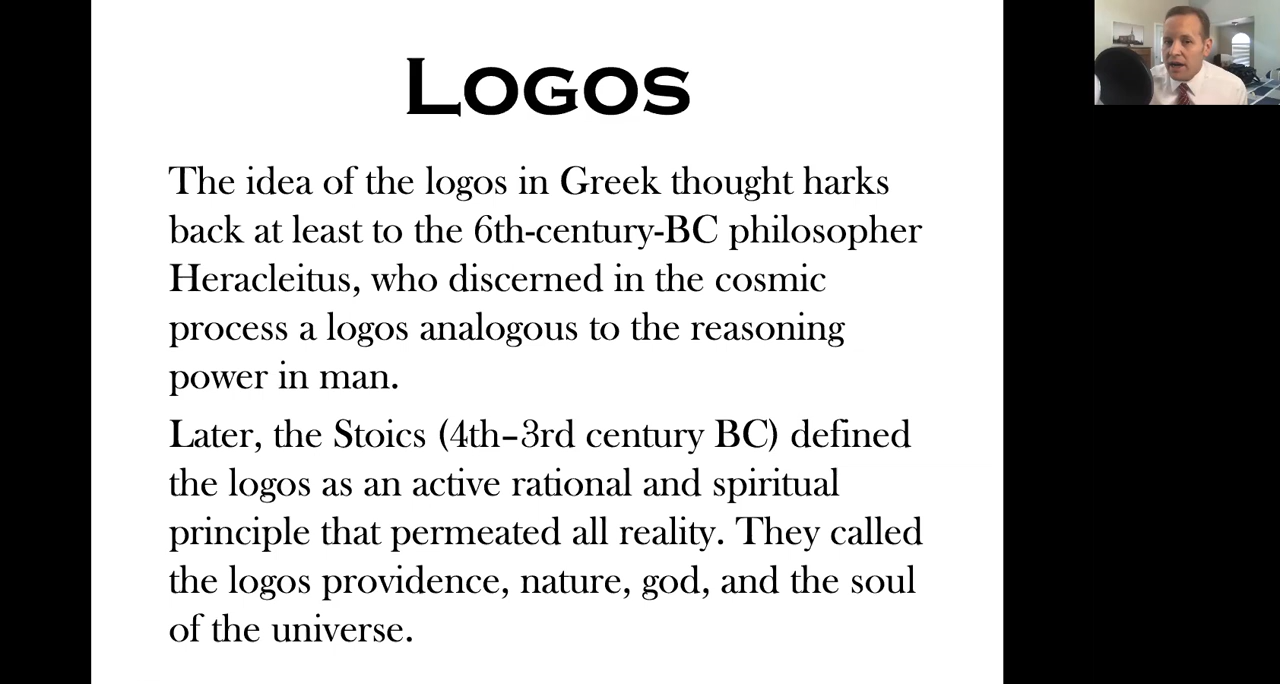 LOGOS
The idea of the logos in Greek thought harks
back at least to the 6th-century-BC philosopher
Heracleitus, who discerned in the cosmic
process a logos analogous to the reasoning
power in man.
Later, the Stoics (4th–3rd century BC) defined
the logos as an active rational and spiritual
principle that permeated all reality. They called
the logos providence, nature, god, and the soul
of the universe.